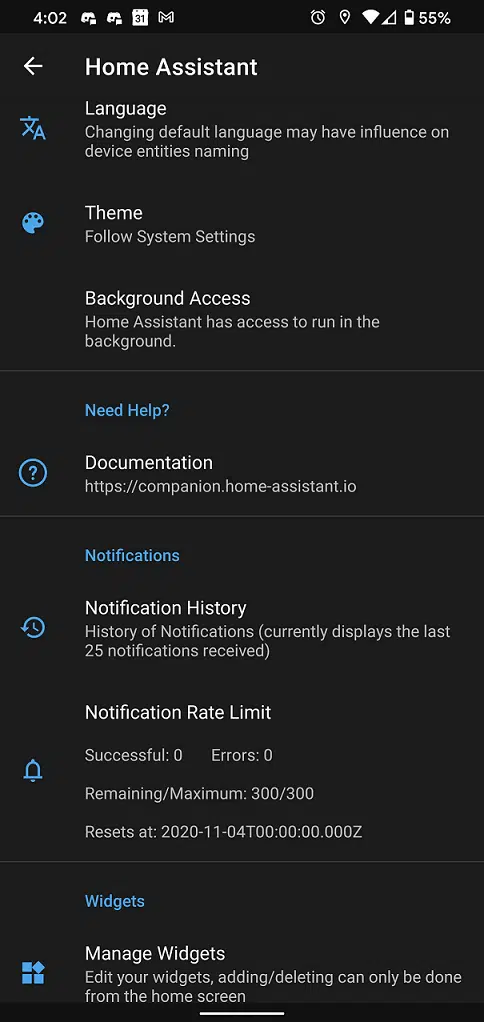 4:02
31
55%
Home Assistant
Language
Changing default language may have influence on
device entities naming
Theme
Follow System Settings
Background Access
Home Assistant has access to run in the
background.
Need Help?
Documentation
https://companion.home-assistant.io
Notifications
Notification History
History of Notifications (currently displays the last
25 notifications received)
Notification Rate Limit
Successful: 0 Errors: 0
Remaining/Maximum: 300/300
Resets at: 2020-11-04T00:00:00.000Z
Widgets
Manage Widgets
Edit your widgets, adding/deleting can only be done
from the home screen